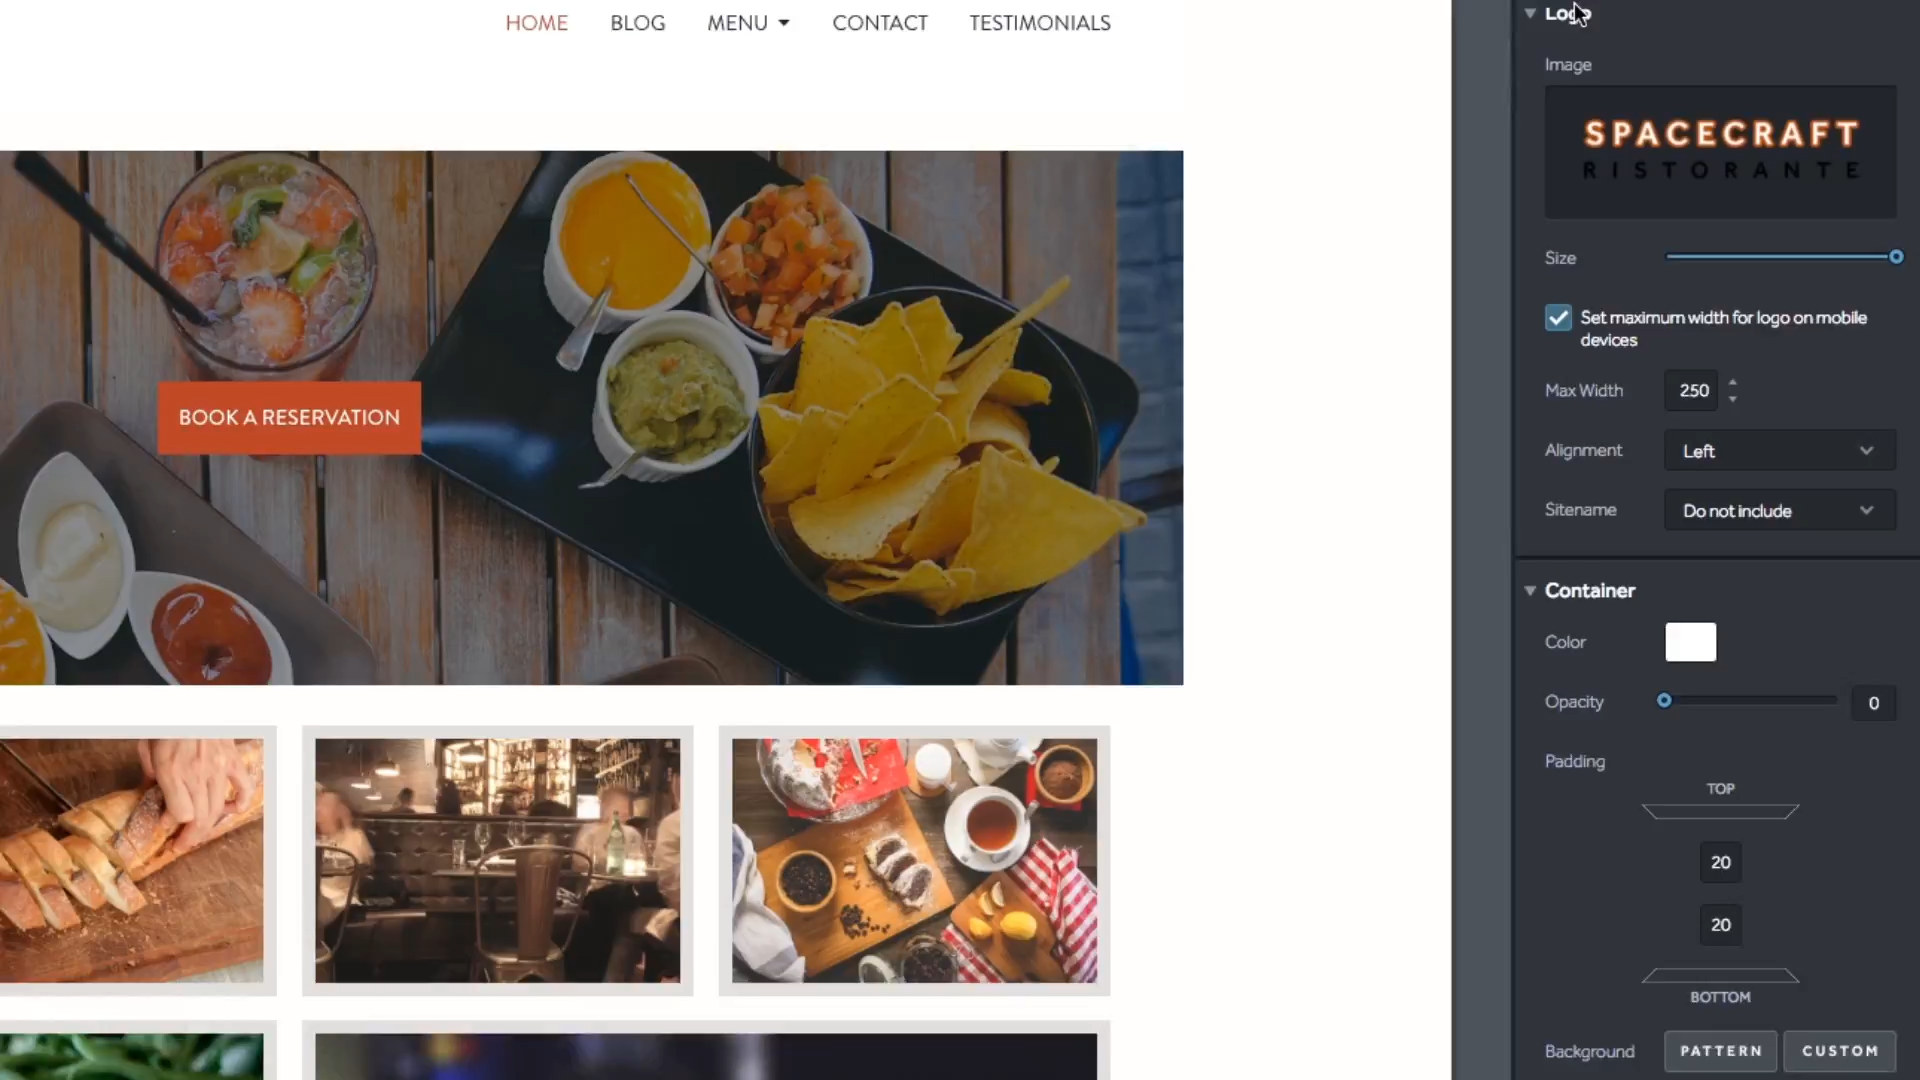 HOME BLOG MENU CONTACT TESTIMONIALS
BOOK A RESERVATION
Logo
Image
SPACECRAFT
RISTORANTE
Size
Set maximum width for logo on mobile
devices
Max Width 250
Alignment Left
Sitename Do not include
Container
Color
Opacity 0
Padding
TOP
20
20
BOTTOM
Background PATTERN CUSTOM